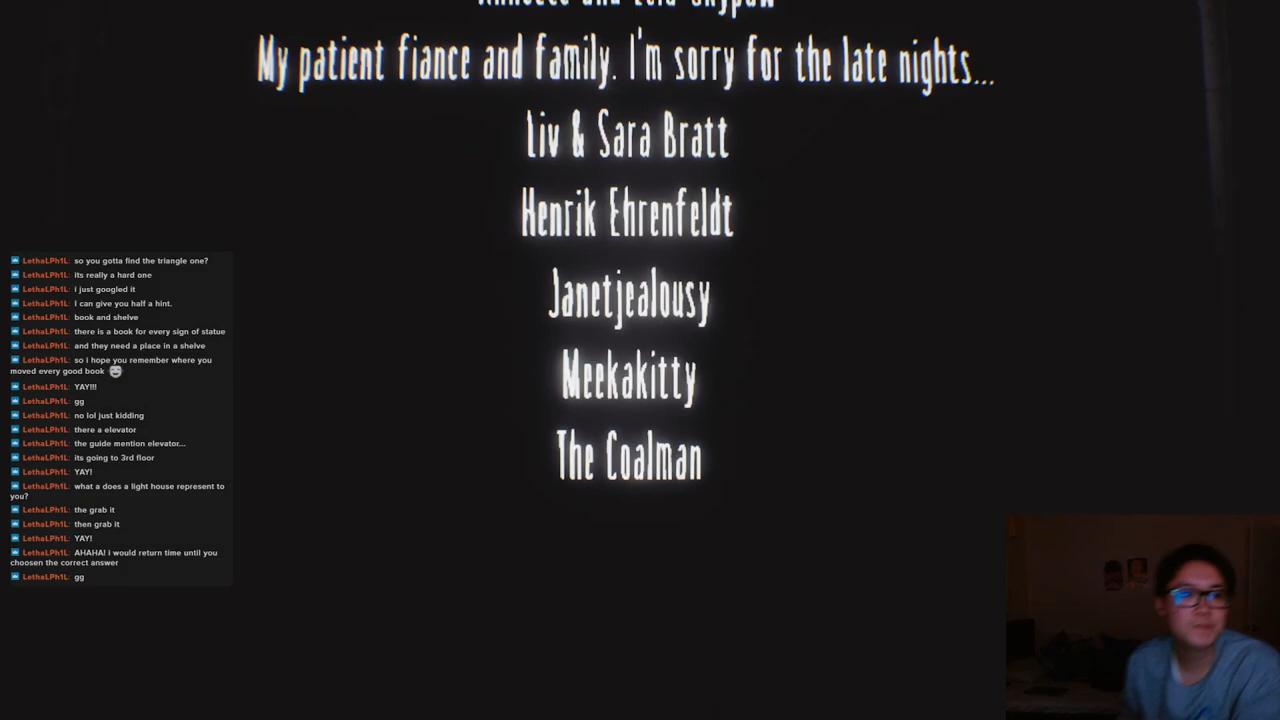 My patient fiance and family. I'm sorry for the late nights...
Liv & Sara Bratt
Henrik Ehrenfeldt
Janetjealousy
Meekakitty
The Coalman
LethaLPh1L: so you gotta find the triangle one?
LethaLPh1L: its really a hard one
LethaLPh1L: i just googled it
LethaLPh1L: I can give you half a hint.
LethaLPh1L: book and shelve
LethaLPh1L: there is a book for every sign of statue
LethaLPh1L: and they need a place in a shelve
LethaLPh1L: so i hope you remember where you
moved every good book
LethaLPh1L: YAY!!!
LethaLPh1L: gg
LethaLPh1L: no lol just kidding
LethaLPh1L: there a elevator
LethaLPh1L: the guide mention elevator...
LethaLPh1L: its going to 3rd floor
LethaLPh1L: YAY!
LethaLPh1L: what a does a light house represent to
you?
LethaLPh1L: the grab it
LethaLPh1L: then grab it
LethaLPh1L: YAY!
LethaLPh1L: AHAHA! i would return time until you
choosen the correct answer
LethaLPh1L: gg